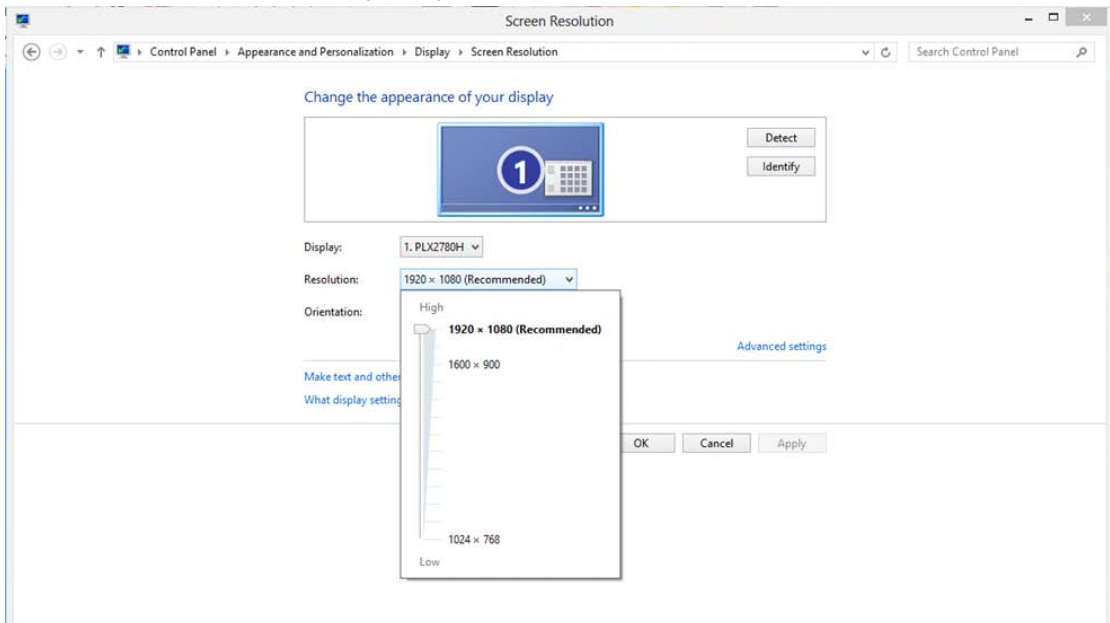 Screen Resolution
Control Panel Appearance and Personalization Display Screen Resolution
Search Control Panel
Change the appearance of your display
1
Detect
Identify
Display:
1. PLX2780H
Resolution:
1920 × 1080 (Recommended)
Orientation:
High
1920 × 1080 (Recommended)
1600 × 900
1024 × 768
Low
Advanced settings
Make text and other
What display setting
OK
Cancel
Apply